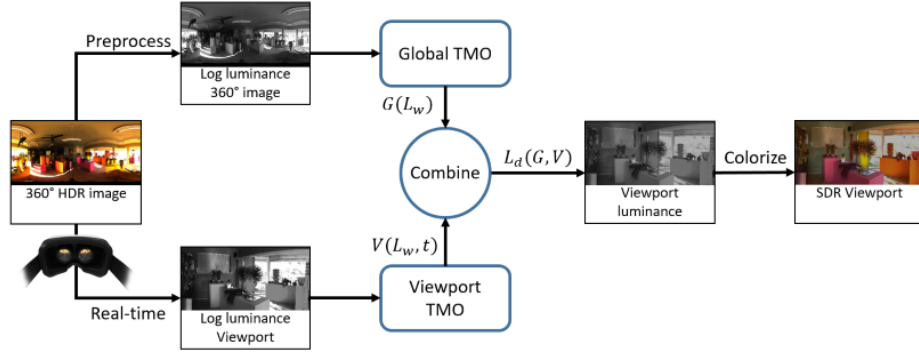 Preprocess
Log luminance
360° image
Global TMO
G(L_w)
360° HDR image
Combine
L_d(G, V)
Viewport
luminance
Colorize
SDR Viewport
V(L_w, t)
Real-time
Log luminance
Viewport
Viewport
TMO